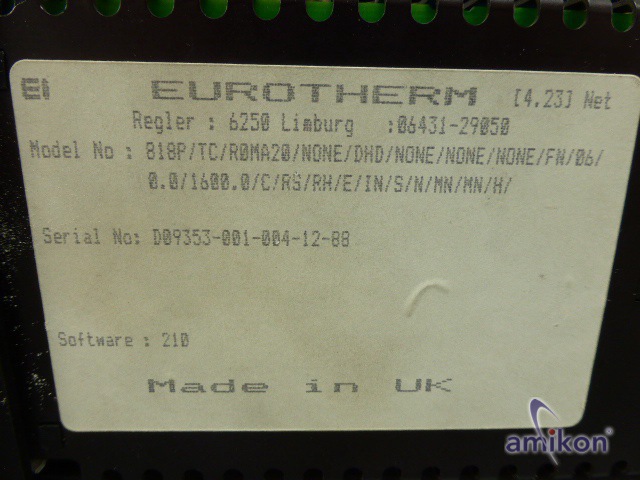 EI EUROTHERM [4.23] Net
Regler : 6250 Limburg :06431-29050
Model No : 818P/TC/R0MA20/NONE/DHD/NONE/NONE/NONE/FN/06/
0.0/1600.0/C/RS/RH/E/IN/S/N/MN/MN/H/
Serial No: D09353-001-004-12-88
Software : 210
Made in UK
amikon®